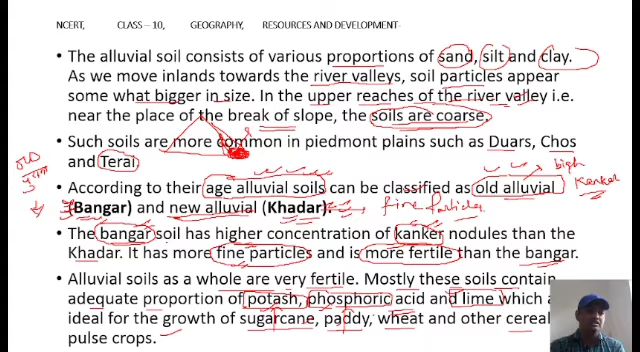 NCERT, CLASS – 10, GEOGRAPHY, RESOURCES AND DEVELOPMENT-
• The alluvial soil consists of various proportions of sand, silt and clay.
As we move inlands towards the river valleys, soil particles appear
some what bigger in size. In the upper reaches of the river valley i.e.
near the place of the break of slope, the soils are coarse.
• Such soils are more common in piedmont plains such as Duars, Chos
and Terai.
old
high
Kanker
• According to their age alluvial soils can be classified as old alluvial
(Bangar) and new alluvial (Khadar). fine Particles
• The bangar soil has higher concentration of kanker nodules than the
Khadar. It has more fine particles and is more fertile than the bangar.
• Alluvial soils as a whole are very fertile. Mostly these soils contain
adequate proportion of potash, phosphoric acid and lime which a
ideal for the growth of sugarcane, paddy, wheat and other cereal
pulse crops.